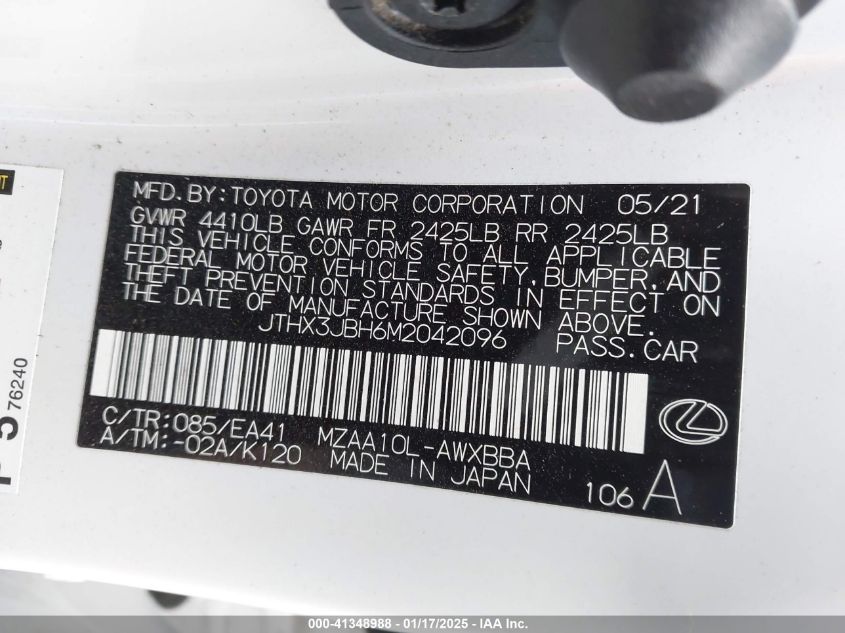 MFD.BY:TOYOTA MOTOR CORPORATION 05/21
GVWR 4410LB GAWR FR 2425LB RR 2425LB
THIS VEHICLE CONFORMS TO ALL APPLICABLE
FEDERAL MOTOR VEHICLE SAFETY,BUMPER,AND
THEFT PREVENTION STANDARDS IN EFFECT ON
THE DATE OF MANUFACTURE SHOWN ABOVE.
JTHX3JBH6M2042096 PASS.CAR
C/TR:085/EA41 MZAA10L-AWXBBA
A/TM:-02A/K120 MADE IN JAPAN
106 A
76240
000-41348988 — 01/17/2025 — IAA Inc.